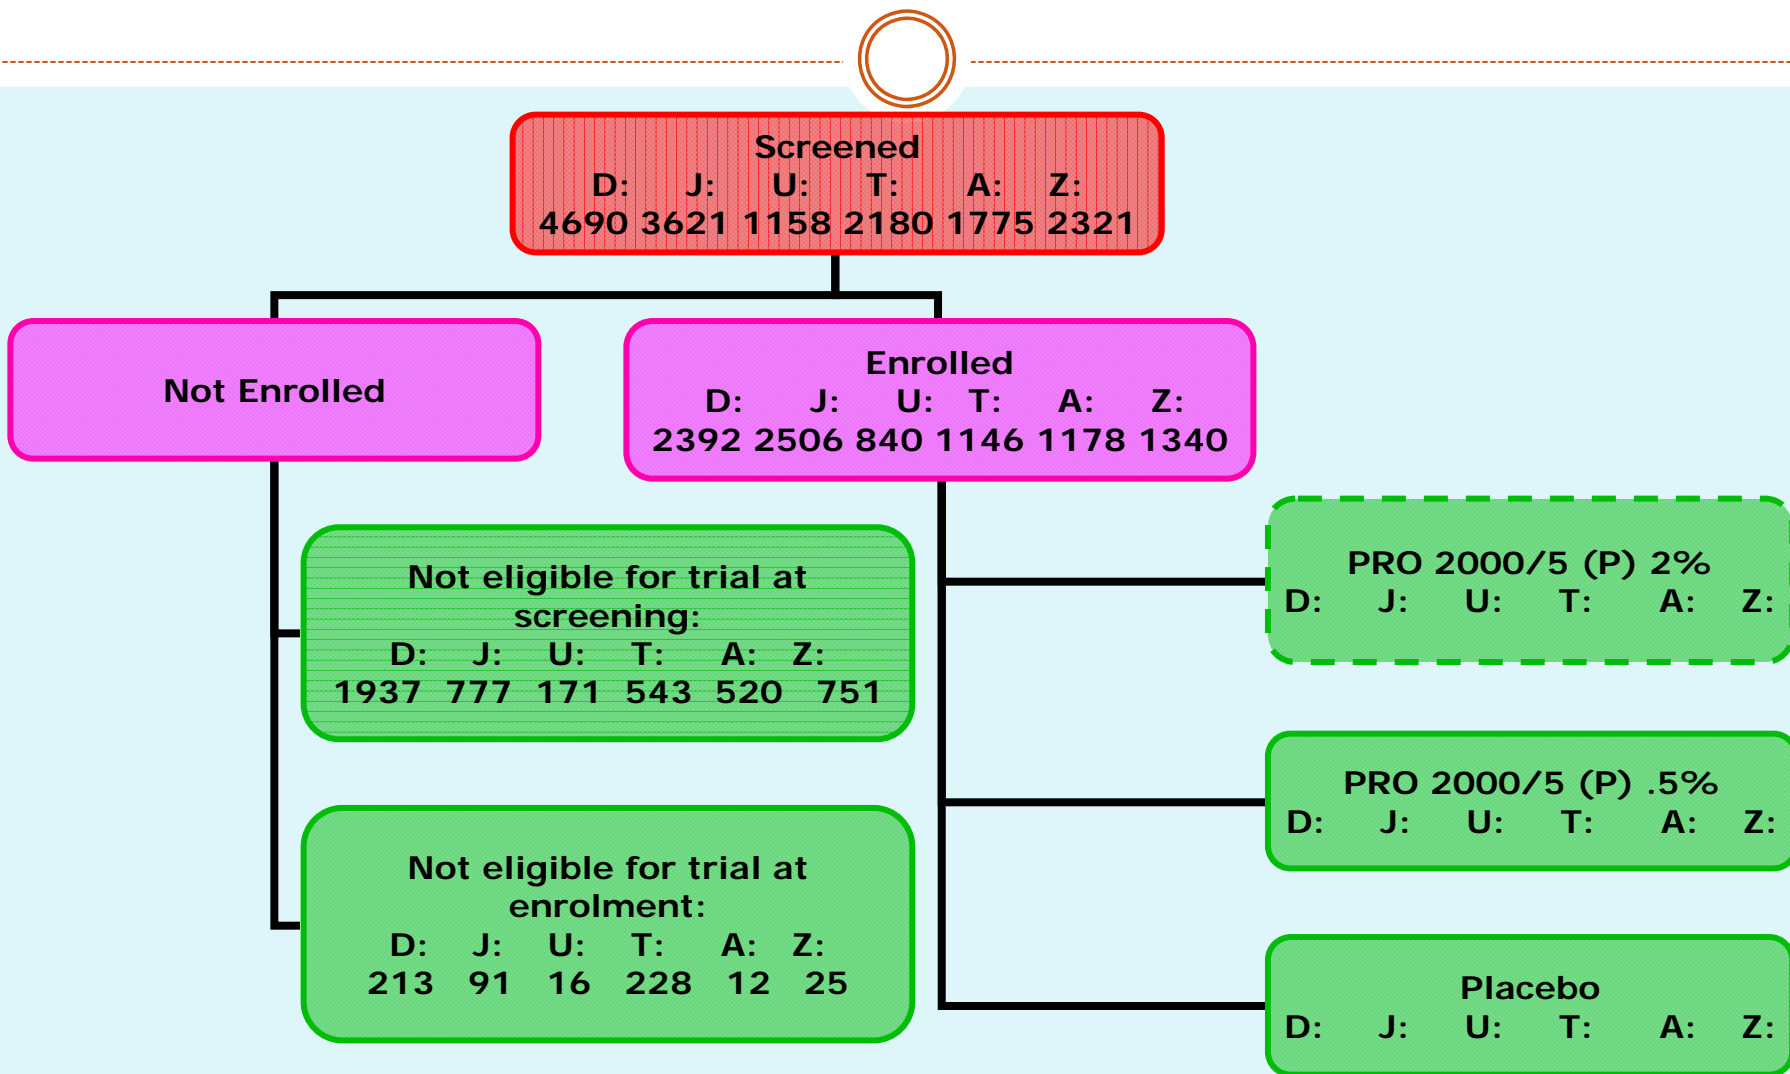 Screened
D: J: U: T: A: Z:
4690 3621 1158 2180 1775 2321
Not Enrolled
Enrolled
D: J: U: T: A: Z:
2392 2506 840 1146 1178 1340
Not eligible for trial at
screening:
D: J: U: T: A: Z:
1937 777 171 543 520 751
Not eligible for trial at
enrolment:
D: J: U: T: A: Z:
213 91 16 228 12 25
PRO 2000/5 (P) 2%
D: J: U: T: A: Z:
PRO 2000/5 (P) .5%
D: J: U: T: A: Z:
Placebo
D: J: U: T: A: Z: